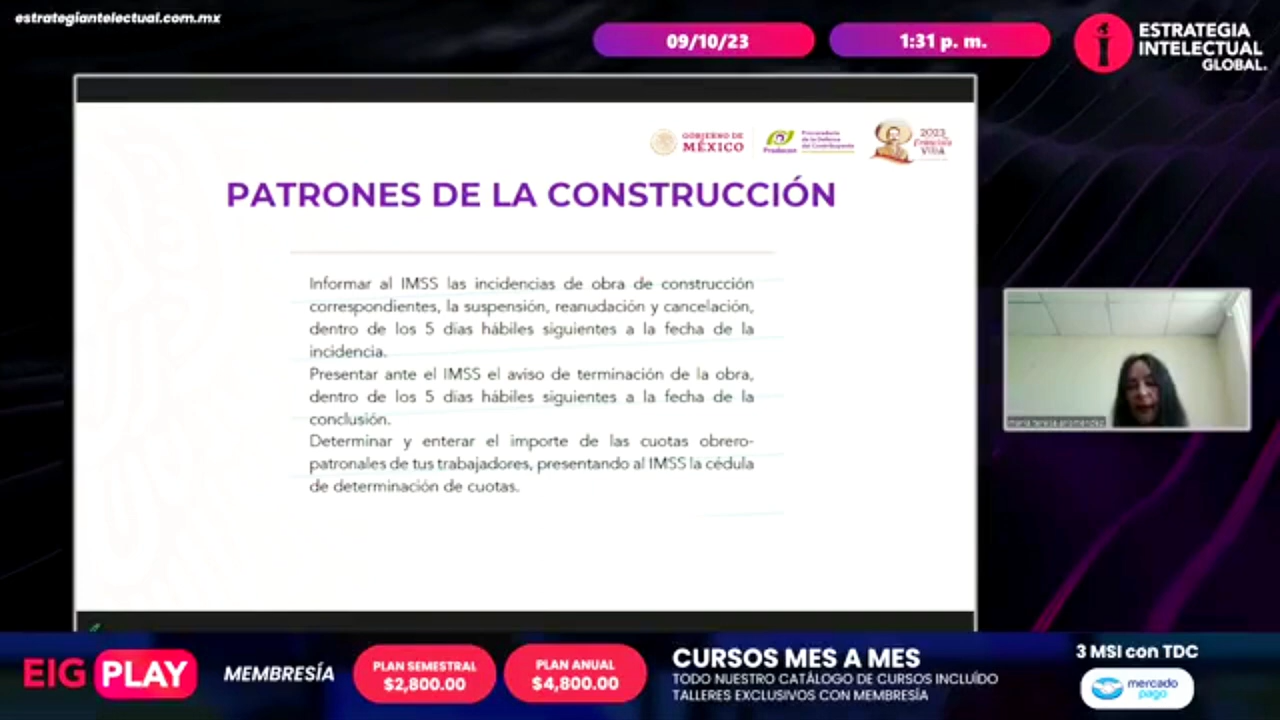 estrategiantelectual.com.mx
09/10/23
1:31 p. m.
ESTRATEGIA
INTELECTUAL
GLOBAL.
GOBIERNO DE
MÉXICO
Prodecon
Procuraduría
de la Defensa
del Contribuyente
2023
Francisco
VILLA
PATRONES DE LA CONSTRUCCIÓN
Informar al IMSS las incidencias de obra de construcción
correspondientes, la suspensión, reanudación y cancelación,
dentro de los 5 días hábiles siguientes a la fecha de la
incidencia.
Presentar ante el IMSS el aviso de terminación de la obra,
dentro de los 5 días hábiles siguientes a la fecha de la
conclusión.
Determinar y enterar el importe de las cuotas obrero-
patronales de tus trabajadores, presentando al IMSS la cédula
de determinación de cuotas.
EIG PLAY
MEMBRESÍA
PLAN SEMESTRAL
$2,800.00
PLAN ANUAL
$4,800.00
CURSOS MES A MES
TODO NUESTRO CATÁLOGO DE CURSOS INCLUÍDO
TALLERES EXCLUSIVOS CON MEMBRESÍA
3 MSI con TDC
mercado
pago